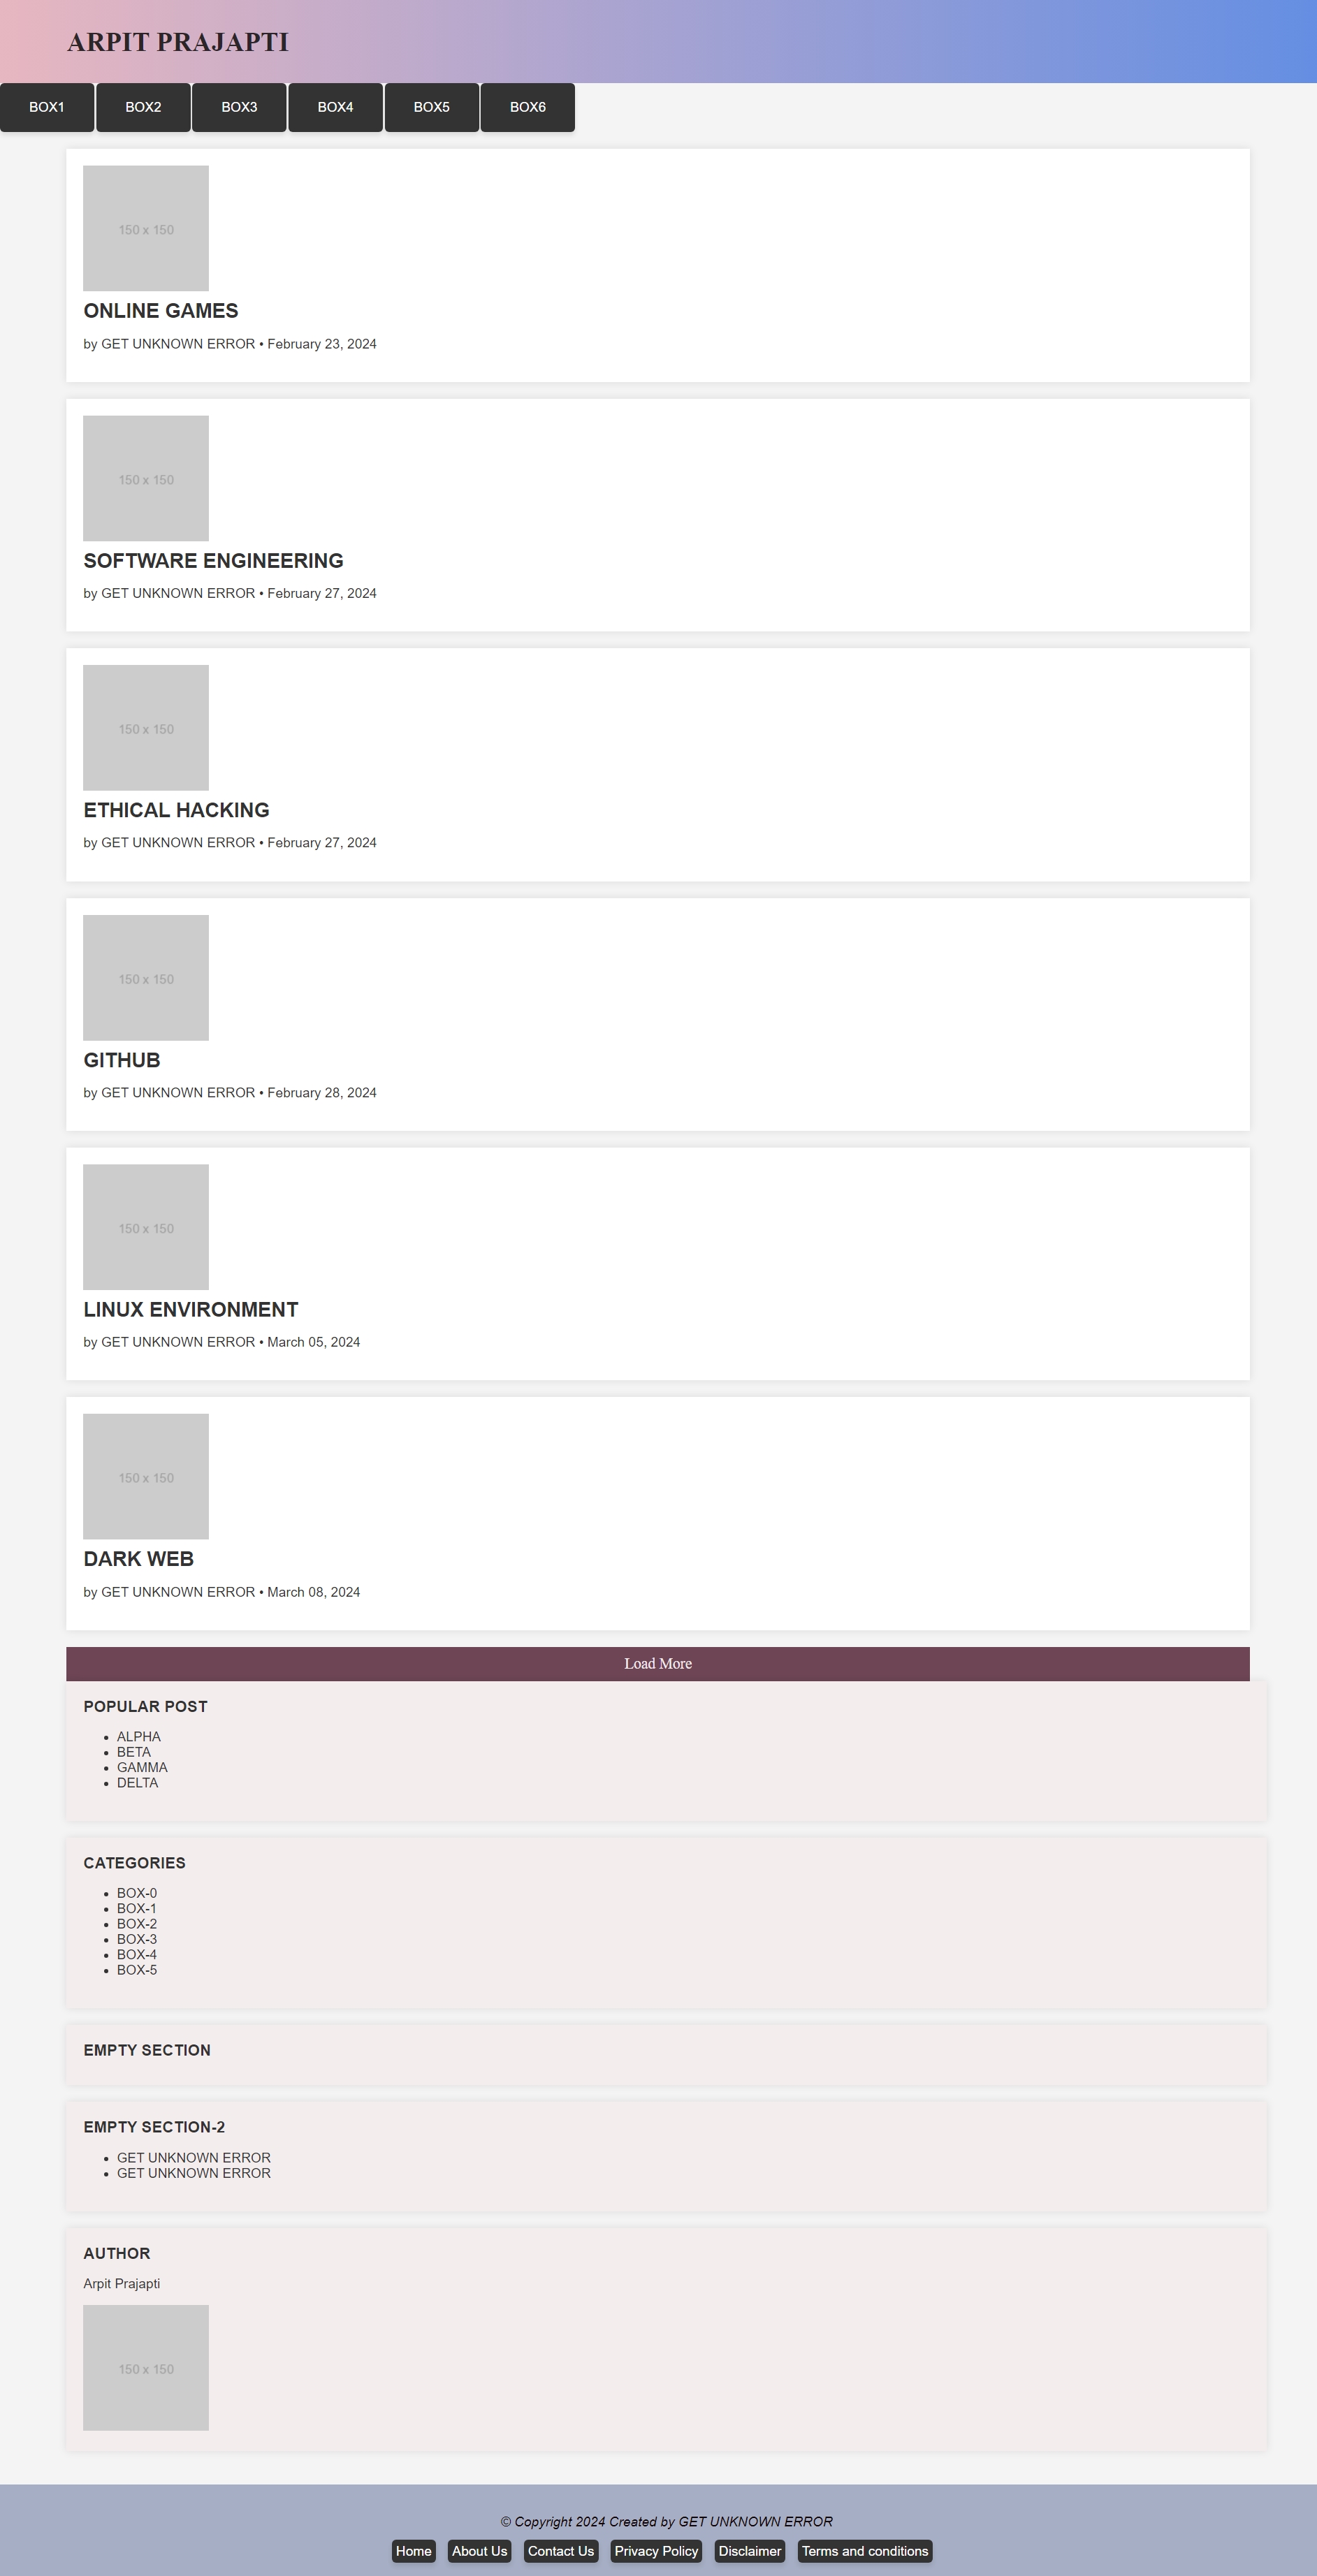 ARPIT PRAJAPTI
BOX1 BOX2 BOX3 BOX4 BOX5 BOX6
150 x 150
ONLINE GAMES
by GET UNKNOWN ERROR • February 23, 2024
150 x 150
SOFTWARE ENGINEERING
by GET UNKNOWN ERROR • February 27, 2024
150 x 150
ETHICAL HACKING
by GET UNKNOWN ERROR • February 27, 2024
150 x 150
GITHUB
by GET UNKNOWN ERROR • February 28, 2024
150 x 150
LINUX ENVIRONMENT
by GET UNKNOWN ERROR • March 05, 2024
150 x 150
DARK WEB
by GET UNKNOWN ERROR • March 08, 2024
Load More
POPULAR POST
• ALPHA
• BETA
• GAMMA
• DELTA
CATEGORIES
• BOX-0
• BOX-1
• BOX-2
• BOX-3
• BOX-4
• BOX-5
EMPTY SECTION
EMPTY SECTION-2
• GET UNKNOWN ERROR
• GET UNKNOWN ERROR
AUTHOR
Arpit Prajapti
150 x 150
© Copyright 2024 Created by GET UNKNOWN ERROR
Home About Us Contact Us Privacy Policy Disclaimer Terms and conditions